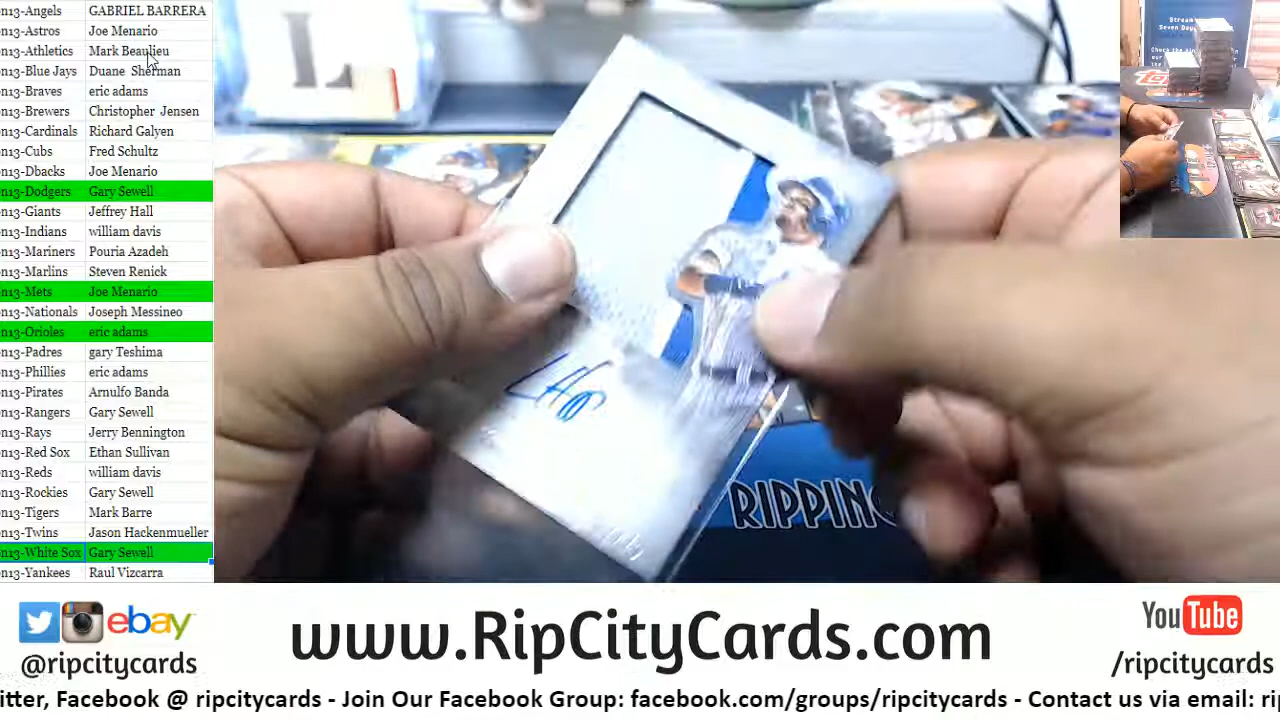 n13-Angels GABRIEL BARRERA
n13-Astros Joe Menario
n13-Athletics Mark Beaulieu
n13-Blue Jays Duane Sherman
n13-Braves eric adams
n13-Brewers Christopher Jensen
n13-Cardinals Richard Galyen
n13-Cubs Fred Schultz
n13-Dbacks Joe Menario
n13-Dodgers Gary Sewell
n13-Giants Jeffrey Hall
n13-Indians william davis
n13-Mariners Pouria Azadeh
n13-Marlins Steven Renick
n13-Mets Joe Menario
n13-Nationals Joseph Messineo
n13-Orioles eric adams
n13-Padres gary Teshima
n13-Phillies eric adams
n13-Pirates Arnulfo Banda
n13-Rangers Gary Sewell
n13-Rays Jerry Bennington
n13-Red Sox Ethan Sullivan
n13-Reds william davis
n13-Rockies Gary Sewell
n13-Tigers Mark Barre
n13-Twins Jason Hackenmueller
n13-White Sox Gary Sewell
n13-Yankees Raul Vizcarra
RIPPING
Stream
Seven Day
ebay
@ripcitycards
www.RipCityCards.com
YouTube
/ripcitycards
itter, Facebook @ ripcitycards - Join Our Facebook Group: facebook.com/groups/ripcitycards - Contact us via email: rip